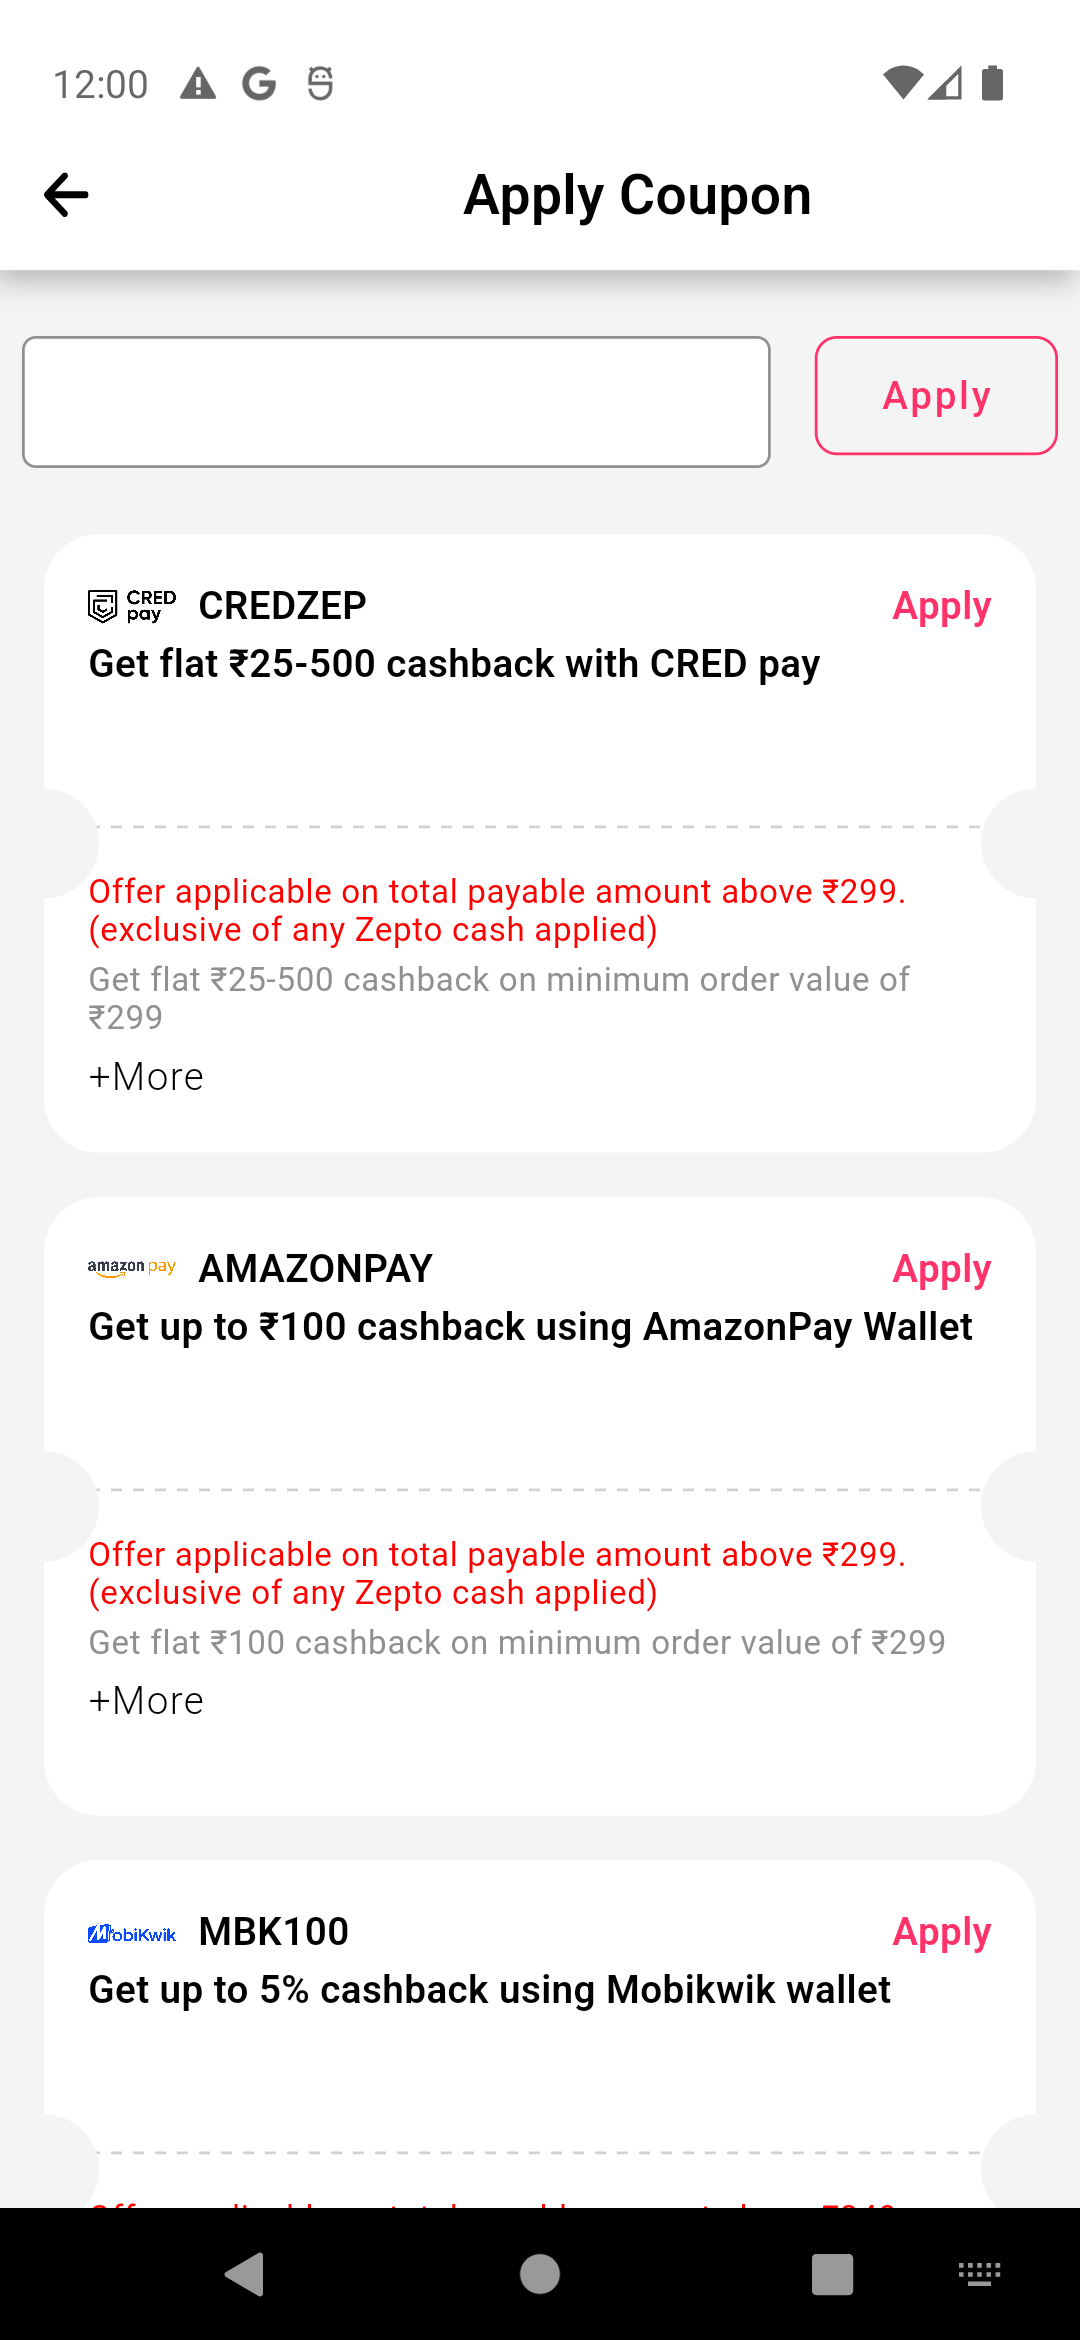 12:00
Apply Coupon
Apply
CRED pay CREDZEP Apply
Get flat ₹25-500 cashback with CRED pay
Offer applicable on total payable amount above ₹299.
(exclusive of any Zepto cash applied)
Get flat ₹25-500 cashback on minimum order value of
₹299
+More
amazon pay AMAZONPAY Apply
Get up to ₹100 cashback using AmazonPay Wallet
Offer applicable on total payable amount above ₹299.
(exclusive of any Zepto cash applied)
Get flat ₹100 cashback on minimum order value of ₹299
+More
MobiKwik MBK100 Apply
Get up to 5% cashback using Mobikwik wallet